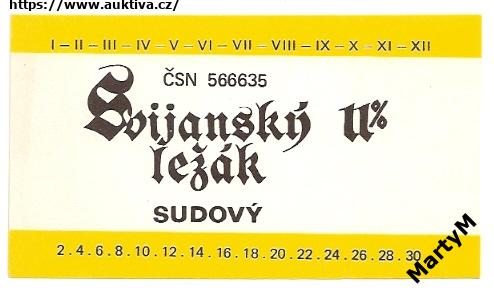 https://www.auktiva.cz/
I – II – III – IV – V – VI – VII – VIII – IX – X – XI – XII
ČSN 566635
Svijanský 11%
ležák
SUDOVÝ
2.4.6.8.10.12.14.16.18.20.22.24.26.28.30
MartyM